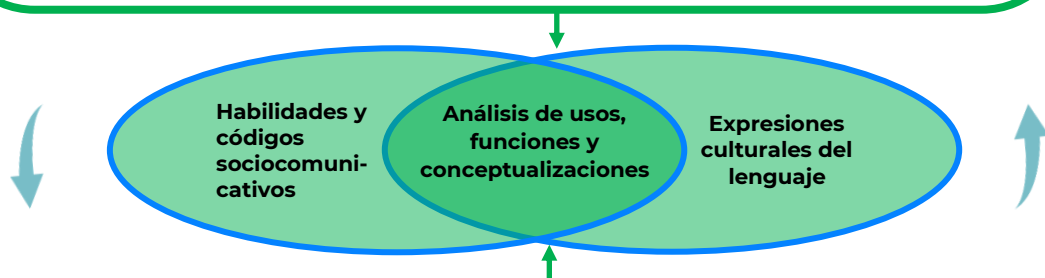 Habilidades y
códigos
sociocomuni-
cativos
Análisis de usos,
funciones y
conceptualizaciones
Expresiones
culturales del
lenguaje